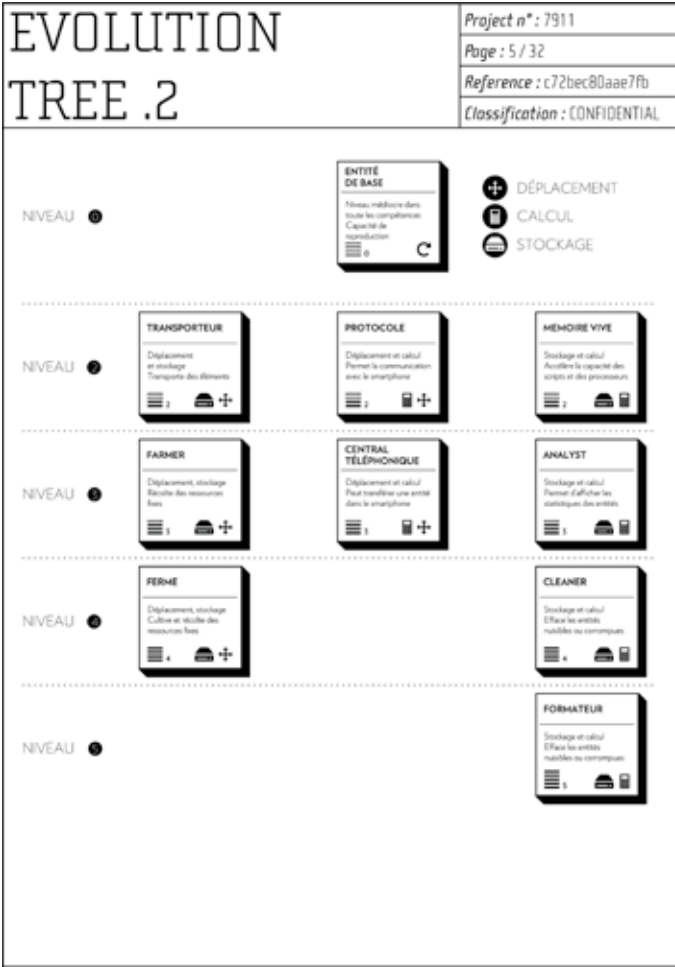 EVOLUTION
TREE .2
Project n° : 7911
Page : 5 / 32
Reference : c72bec80aae7fb
Classification : CONFIDENTIAL
NIVEAU 0
ENTITÉ
DE BASE
Niveau médiocre dans
toute les compétences
Capacité de
reproduction
0
DÉPLACEMENT
CALCUL
STOCKAGE
NIVEAU 2
TRANSPORTEUR
Déplacement
et stockage
Transporte des éléments
2
PROTOCOLE
Déplacement et calcul
Permet la communication
avec le smartphone
2
MEMOIRE VIVE
Stockage et calcul
Accélère la capacité des
scripts et des processeurs
2
NIVEAU 3
FARMER
Déplacement, stockage
Récolte des ressources
fixes
3
CENTRAL
TÉLÉPHONIQUE
Déplacement et calcul
Peut transférer une entité
dans le smartphone
3
ANALYST
Stockage et calcul
Permet d'afficher les
statistiques des entités
3
NIVEAU 4
FERME
Déplacement, stockage
Cultive et récolte des
ressources fixes
4
CLEANER
Stockage et calcul
Efface les entités
nuisibles ou corrompues
4
NIVEAU 5
FORMATEUR
Stockage et calcul
Efface les entités
nuisibles ou corrompues
5